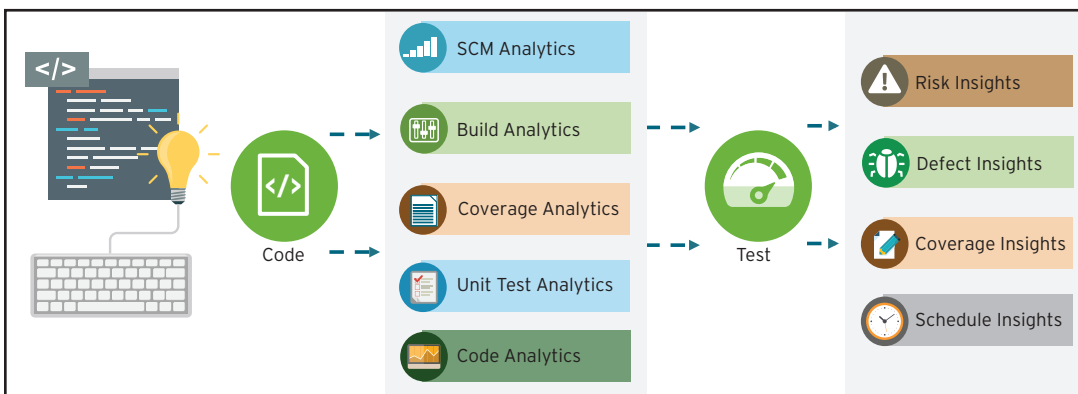 </>
</>
Code
SCM Analytics
Build Analytics
Coverage Analytics
Unit Test Analytics
Code Analytics
Test
Risk Insights
Defect Insights
Coverage Insights
Schedule Insights